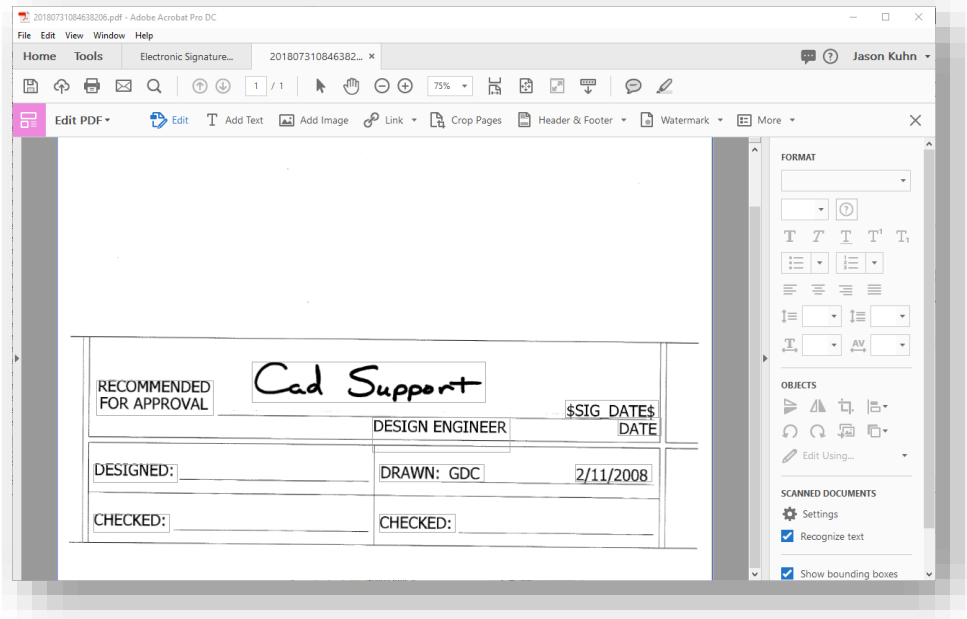 20180731084638206.pdf - Adobe Acrobat Pro DC
File Edit View Window Help
Home Tools Electronic Signature... 201807310846382... × Jason Kuhn
1 / 1 75%
Edit PDF Edit Add Text Add Image Link Crop Pages Header & Footer Watermark More
FORMAT
OBJECTS
Edit Using...
SCANNED DOCUMENTS
Settings
Recognize text
Show bounding boxes
Cad Support
RECOMMENDED
FOR APPROVAL
$SIG_DATE$
DESIGN ENGINEER DATE
DESIGNED: DRAWN: GDC 2/11/2008
CHECKED: CHECKED: